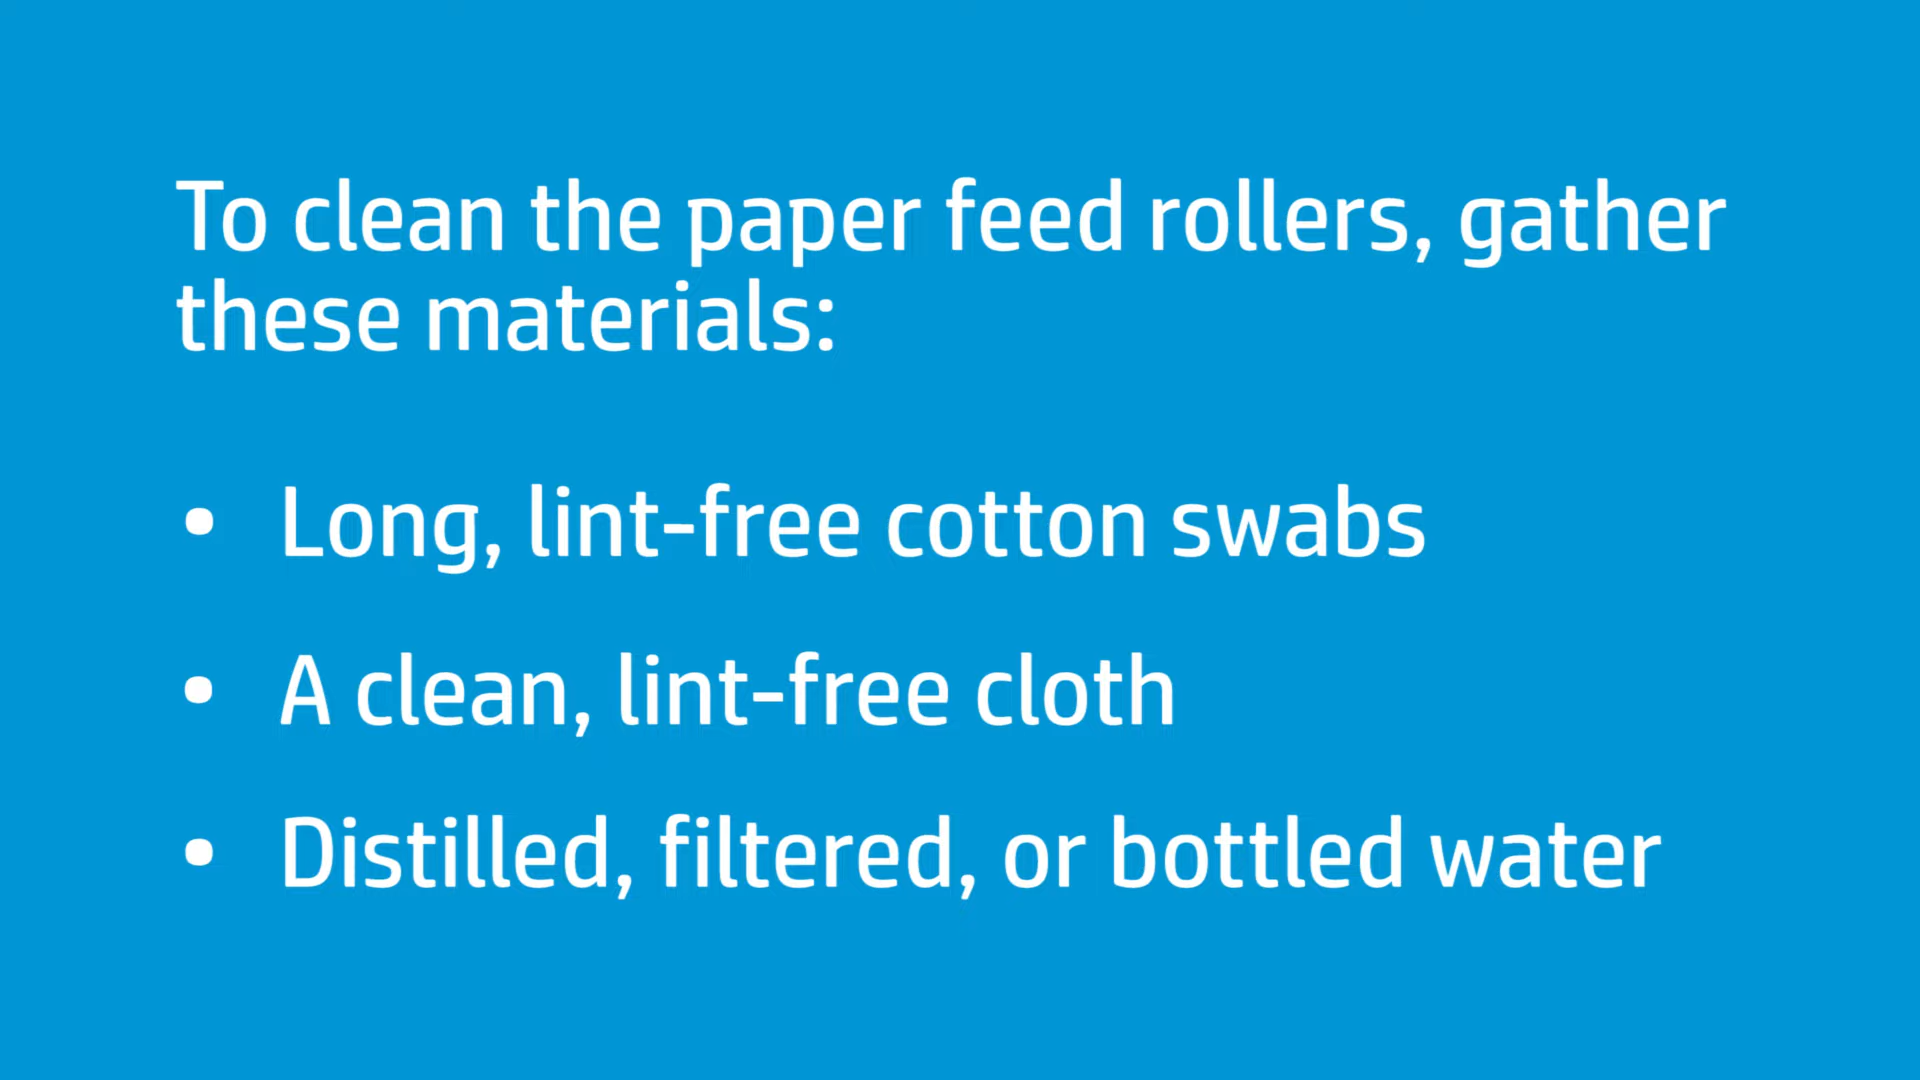 To clean the paper feed rollers, gather
these materials:
• Long, lint-free cotton swabs
• A clean, lint-free cloth
• Distilled, filtered, or bottled water